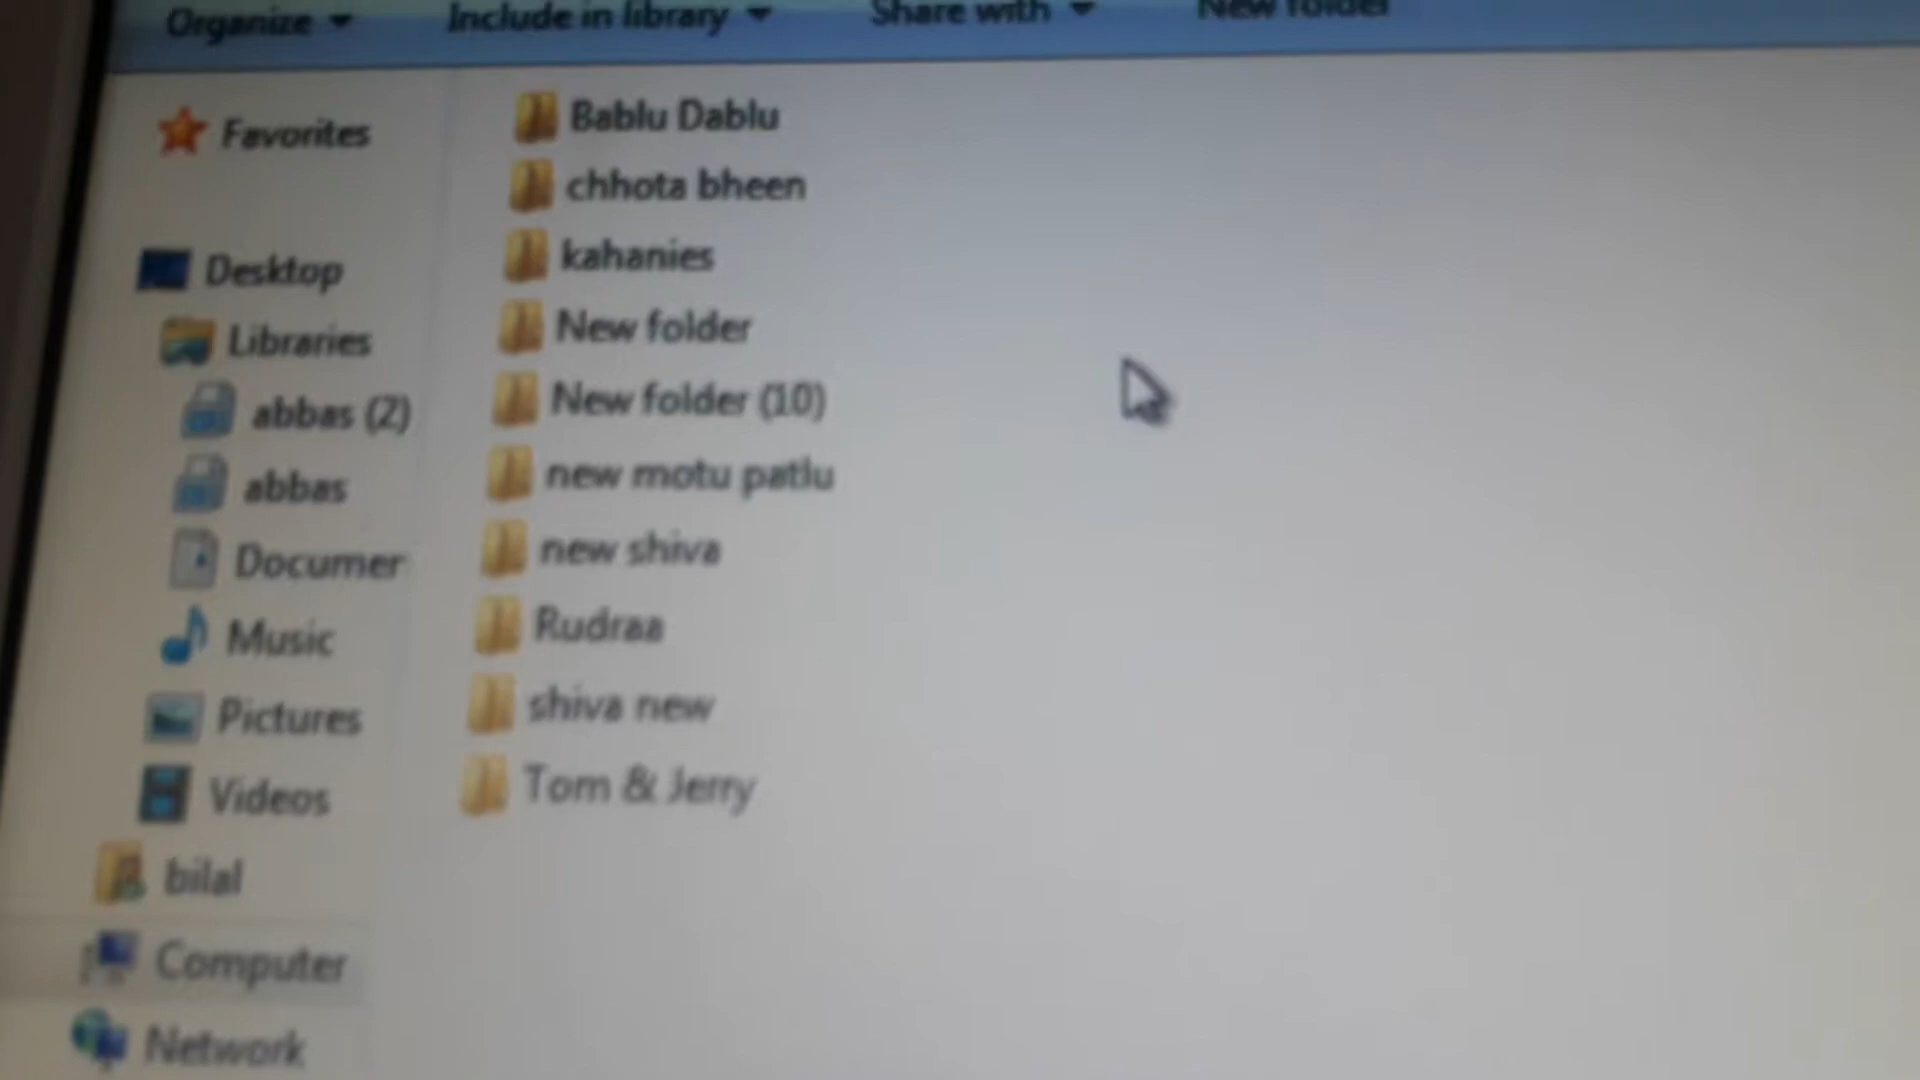 Organize Include in library Share with New folder
Favorites
Desktop
Libraries
abbas (2)
abbas
Documer
Music
Pictures
Videos
bilal
Computer
Network
Bablu Dablu
chhota bheen
kahanies
New folder
New folder (10)
new motu patlu
new shiva
Rudraa
shiva new
Tom & Jerry